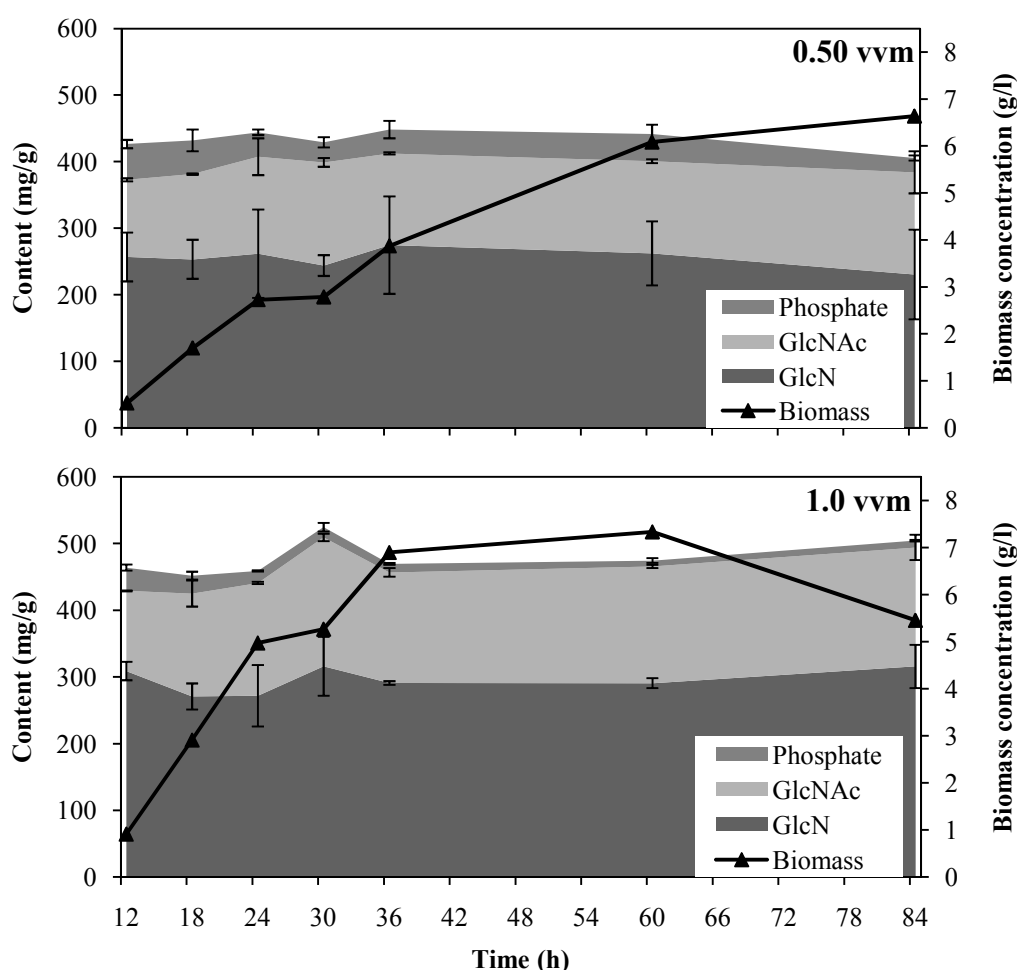 0.50 vvm
Content (mg/g)
600
500
400
300
200
100
0
Biomass concentration (g/l)
8
7
6
5
4
3
2
1
0
Phosphate
GlcNAc
GlcN
Biomass
1.0 vvm
Content (mg/g)
600
500
400
300
200
100
0
Biomass concentration (g/l)
8
7
6
5
4
3
2
1
0
Phosphate
GlcNAc
GlcN
Biomass
12 18 24 30 36 42 48 54 60 66 72 78 84
Time (h)